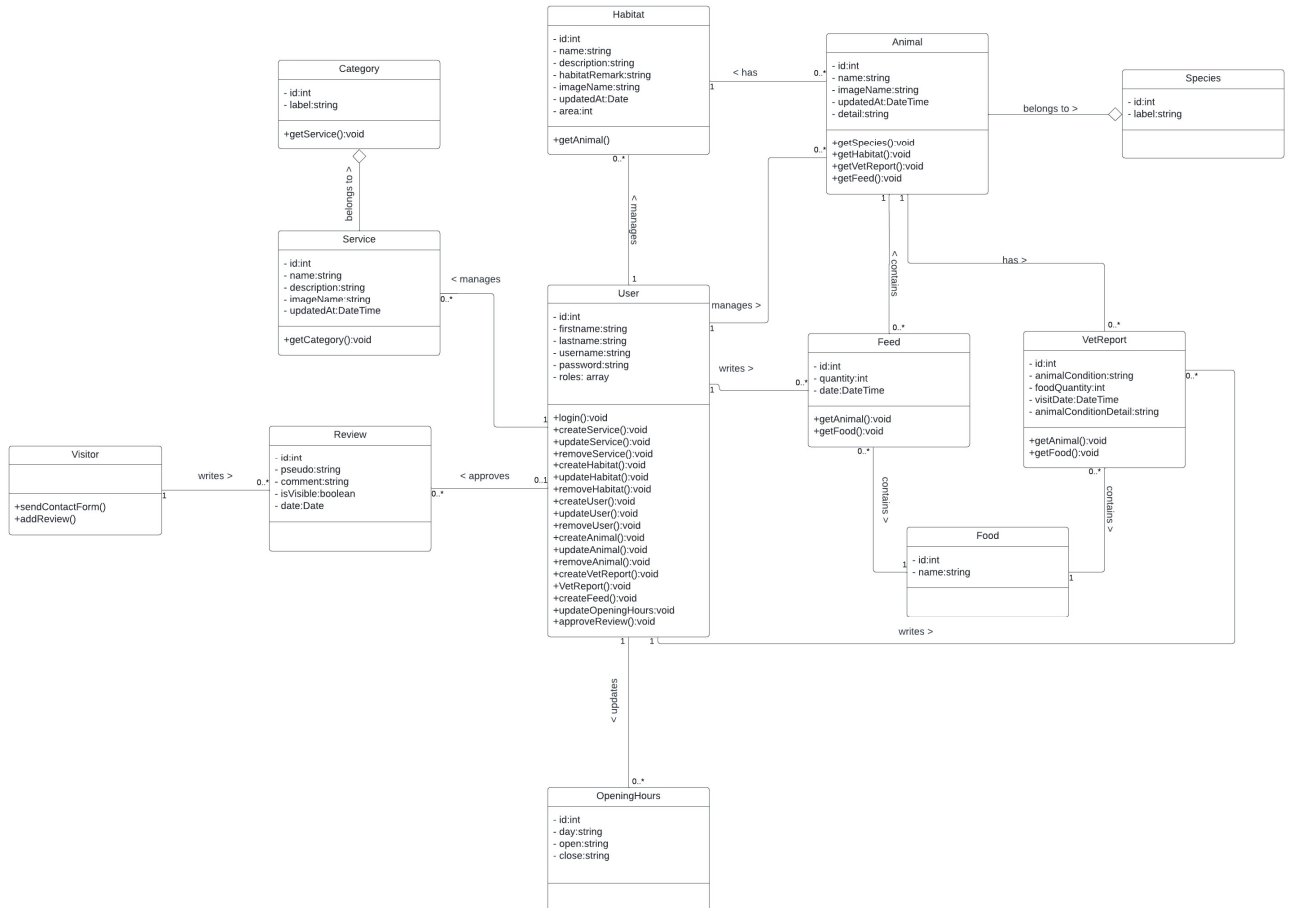 Habitat
- id:int
- name:string
- description:string
- habitatRemark:string
- imageName:string
- updatedAt:Date
- area:int
+getAnimal()
0..*
< has
1
0..*
Animal
- id:int
- name:string
- imageName:string
- updatedAt:DateTime
- detail:string
+getSpecies():void
+getHabitat():void
+getVetReport():void
+getFeed():void
0..*
1
1
belongs to >
Species
- id:int
- label:string
Category
- id:int
- label:string
+getService():void
belongs to >
Service
- id:int
- name:string
- description:string
- imageName:string
- updatedAt:DateTime
+getCategory():void
< manages
0..*
1
< manages
1
User
- id:int
- firstname:string
- lastname:string
- username:string
- password:string
- roles: array
+login():void
+createService():void
+updateService():void
+removeService():void
+createHabitat():void
+updateHabitat():void
+removeHabitat():void
+createUser():void
+updateUser():void
+removeUser():void
+createAnimal():void
+updateAnimal():void
+removeAnimal():void
+createVetReport():void
+VetReport():void
+createFeed():void
+updateOpeningHours:void
+approveReview():void
manages >
1
writes >
1
0..*
< contains
0..*
Feed
- id:int
- quantity:int
- date:DateTime
+getAnimal():void
+getFood():void
0..*
has >
0..*
VetReport
- id:int
- animalCondition:string
- foodQuantity:int
- visitDate:DateTime
- animalConditionDetail:string
+getAnimal():void
+getFood():void
0..*
0..*
contains >
contains >
Food
- id:int
- name:string
1
1
writes >
Visitor
+sendContactForm()
+addReview()
writes >
1
0..*
Review
- id:int
- pseudo:string
- comment:string
- isVisible:boolean
- date:Date
< approves
0..*
0..1
1
1
< updates
0..*
OpeningHours
- id:int
- day:string
- open:string
- close:string